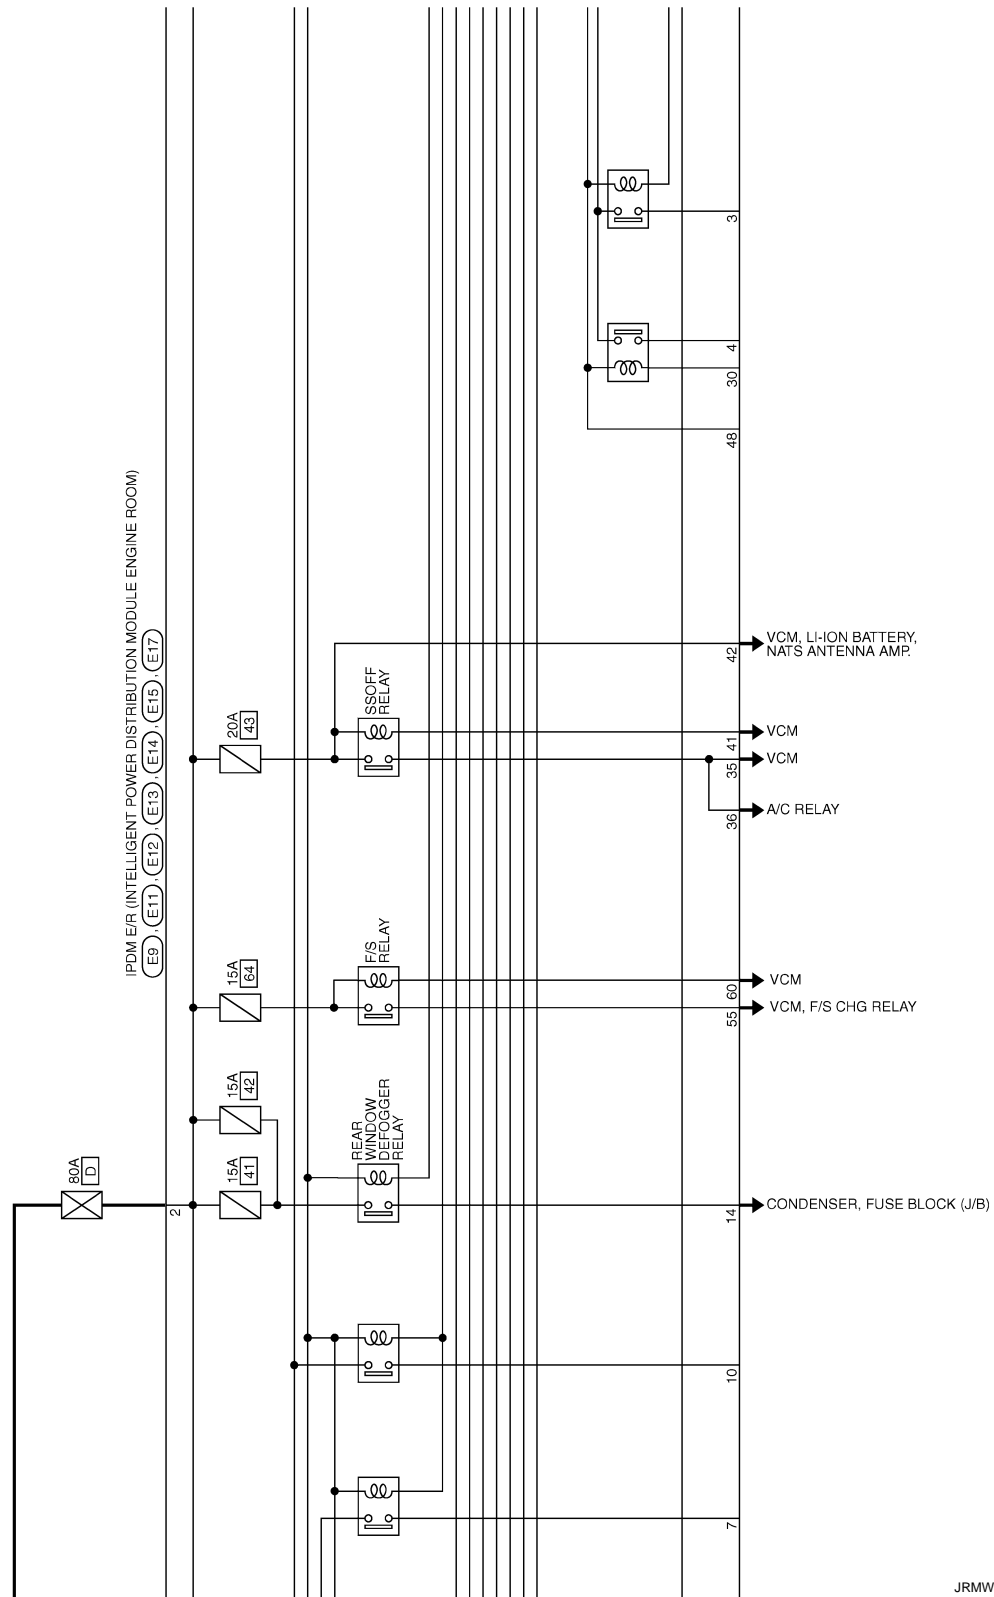 3
4
30
48
IPDM E/R (INTELLIGENT POWER DISTRIBUTION MODULE ENGINE ROOM)
E9 , E11 , E12 , E13 , E14 , E15 , E17
42
VCM, LI-ION BATTERY,
NATS ANTENNA AMP.
20A
43
SSOFF
RELAY
41
VCM
35
VCM
36
A/C RELAY
15A
64
F/S
RELAY
60
VCM
55
VCM, F/S CHG RELAY
15A
42
REAR
WINDOW
DEFOGGER
RELAY
80A
D
2
15A
41
14
CONDENSER, FUSE BLOCK (J/B)
10
7
JRMW